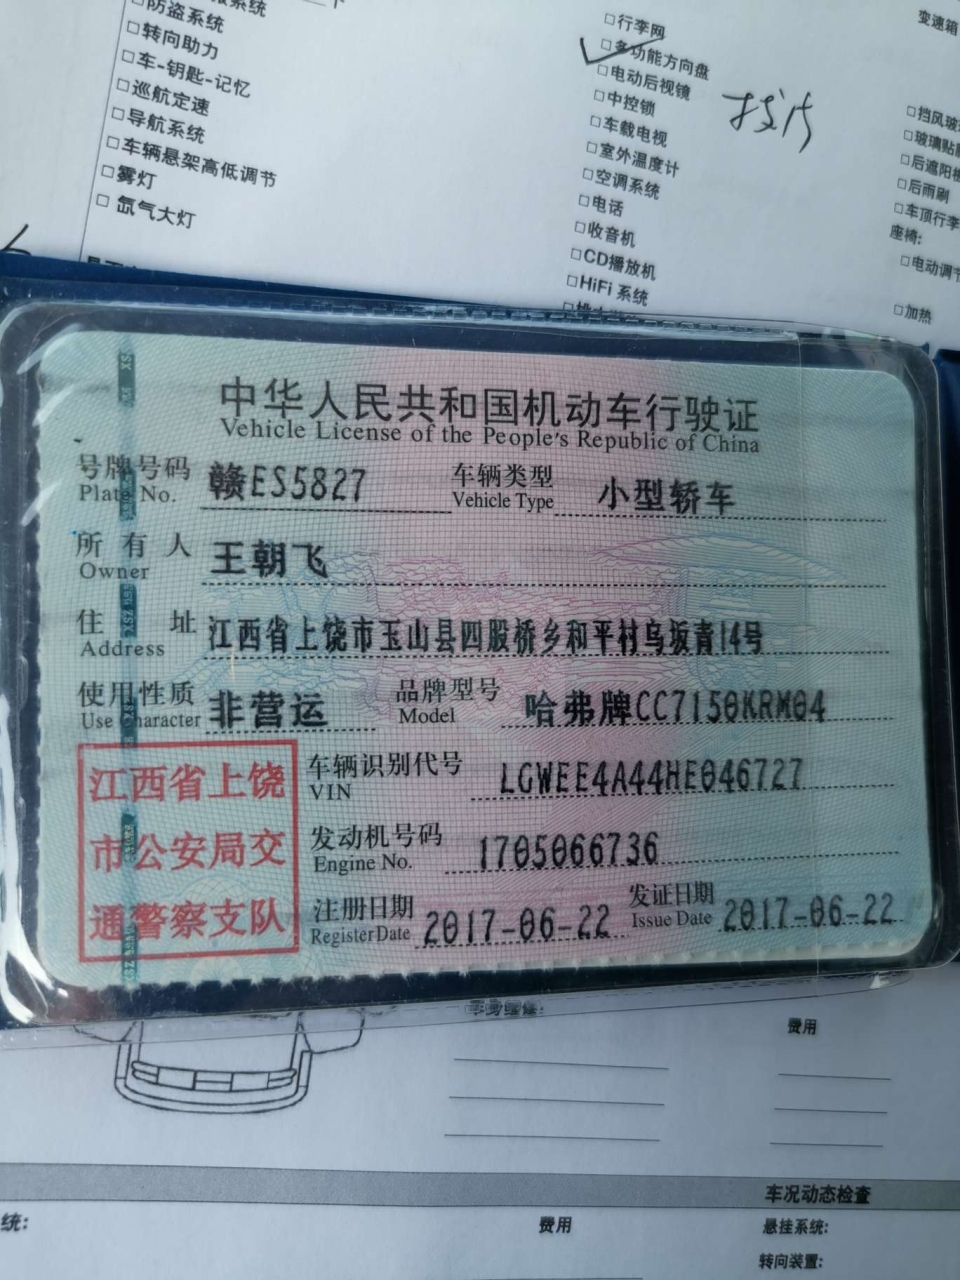 防盗系统
□转向助力
□车-钥匙-记忆
□巡航定速
□导航系统
□车辆悬架高低调节
□雾灯
□氙气大灯
□行李网
□多功能方向盘
□电动后视镜
□中控锁
□车载电视
□室外温度计
□空调系统
□电话
□收音机
□CD播放机
□HiFi 系统
变速箱
□挡风玻
□玻璃贴
□后遮阳
□后雨刷
□车顶行李
座椅:
□电动调节
□加热
中华人民共和国机动车行驶证
Vehicle License of the People's Republic of China
号牌号码 赣ES5827 车辆类型 小型轿车
Plate No. Vehicle Type
所有人 王朝飞
Owner
住址 江西省上饶市玉山县四股桥乡和平村乌坂青14号
Address
使用性质 非营运 品牌型号 哈弗牌CC7150KRM04
Use Character Model
江西省上饶
市公安局交
通警察支队
车辆识别代号 LGWEE4A44HE046727
VIN
发动机号码 1705066736
Engine No.
注册日期 2017-06-22 发证日期 2017-06-22
Register Date Issue Date
费用
车况动态检查
统:
费用
悬挂系统:
转向装置: